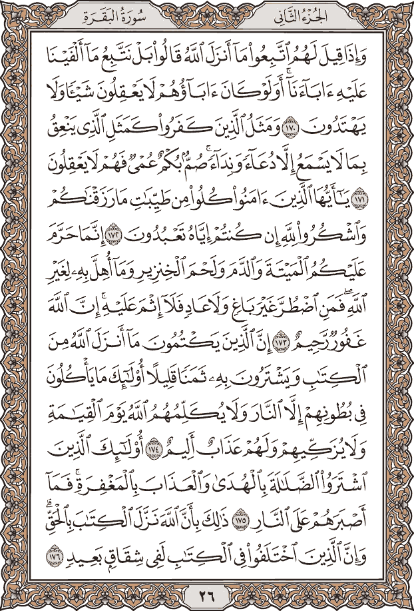 الجزء الثاني
سورة البقرة
وَإِذَا قِيلَ لَهُمُ ٱتَّبِعُوا۟ مَآ أَنزَلَ ٱللَّهُ قَالُوا۟ بَلْ نَتَّبِعُ مَآ أَلْفَيْنَا
عَلَيْهِ ءَابَآءَنَآ ۗ أَوَلَوْ كَانَ ءَابَآؤُهُمْ لَا يَعْقِلُونَ شَيْـًٔا وَلَا
يَهْتَدُونَ ١٧٠ وَمَثَلُ ٱلَّذِينَ كَفَرُوا۟ كَمَثَلِ ٱلَّذِى يَنْعِقُ
بِمَا لَا يَسْمَعُ إِلَّا دُعَآءً وَنِدَآءً ۚ صُمٌّۢ بُكْمٌ عُمْىٌ فَهُمْ لَا يَعْقِلُونَ
١٧١ يَـٰٓأَيُّهَا ٱلَّذِينَ ءَامَنُوا۟ كُلُوا۟ مِن طَيِّبَـٰتِ مَا رَزَقْنَـٰكُمْ
وَٱشْكُرُوا۟ لِلَّهِ إِن كُنتُمْ إِيَّاهُ تَعْبُدُونَ ١٧٢ إِنَّمَا حَرَّمَ
عَلَيْكُمُ ٱلْمَيْتَةَ وَٱلدَّمَ وَلَحْمَ ٱلْخِنزِيرِ وَمَآ أُهِلَّ بِهِۦ لِغَيْرِ
ٱللَّهِ ۖ فَمَنِ ٱضْطُرَّ غَيْرَ بَاغٍ وَلَا عَادٍ فَلَآ إِثْمَ عَلَيْهِ ۚ إِنَّ ٱللَّهَ
غَفُورٌ رَّحِيمٌ ١٧٣ إِنَّ ٱلَّذِينَ يَكْتُمُونَ مَآ أَنزَلَ ٱللَّهُ مِنَ
ٱلْكِتَـٰبِ وَيَشْتَرُونَ بِهِۦ ثَمَنًا قَلِيلًا ۙ أُو۟لَـٰٓئِكَ مَا يَأْكُلُونَ
فِى بُطُونِهِمْ إِلَّا ٱلنَّارَ وَلَا يُكَلِّمُهُمُ ٱللَّهُ يَوْمَ ٱلْقِيَـٰمَةِ
وَلَا يُزَكِّيهِمْ وَلَهُمْ عَذَابٌ أَلِيمٌ ١٧٤ أُو۟لَـٰٓئِكَ ٱلَّذِينَ
ٱشْتَرَوُا۟ ٱلضَّلَـٰلَةَ بِٱلْهُدَىٰ وَٱلْعَذَابَ بِٱلْمَغْفِرَةِ ۚ فَمَآ
أَصْبَرَهُمْ عَلَى ٱلنَّارِ ١٧٥ ذَٰلِكَ بِأَنَّ ٱللَّهَ نَزَّلَ ٱلْكِتَـٰبَ بِٱلْحَقِّ ۗ
وَإِنَّ ٱلَّذِينَ ٱخْتَلَفُوا۟ فِى ٱلْكِتَـٰبِ لَفِى شِقَاقٍۭ بَعِيدٍ ١٧٦
٢٦